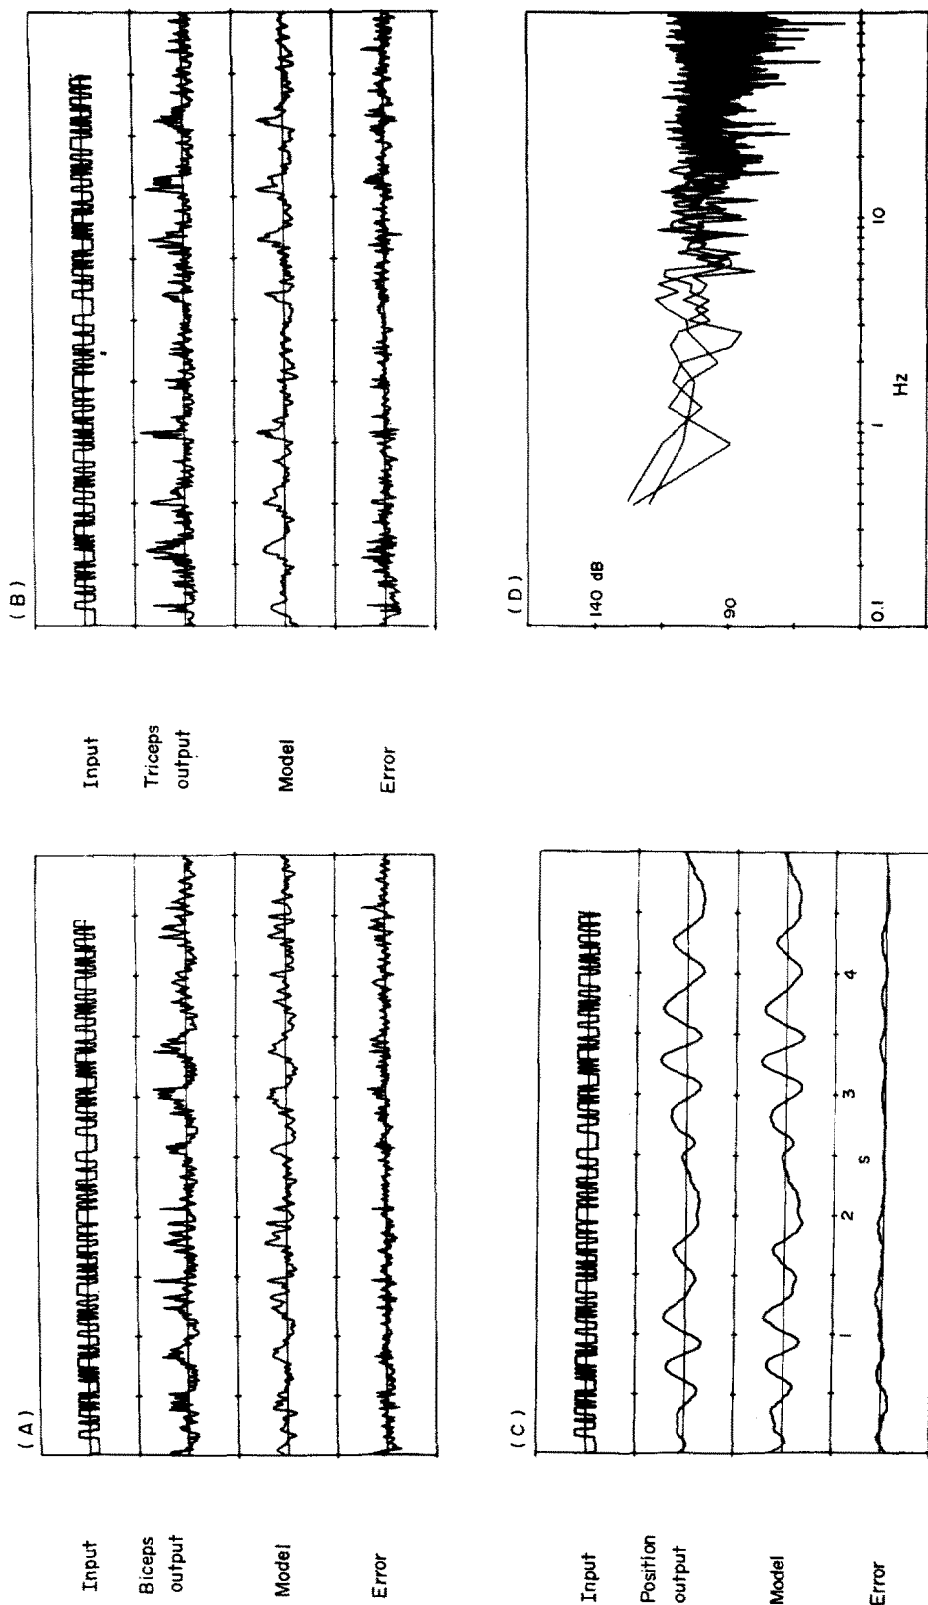 (A)
Input
Biceps
output
Model
Error
(B)
Input
Triceps
output
Model
Error
(C)
Input
Position
output
Model
Error
1
2
s
3
4
(D)
140 dB
90
0.1
1
10
Hz